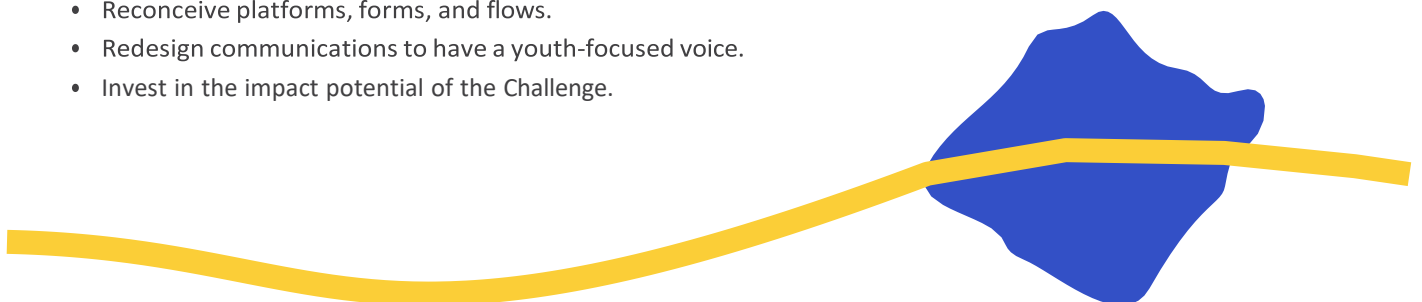 • Reconceive platforms, forms, and flows.
• Redesign communications to have a youth-focused voice.
• Invest in the impact potential of the Challenge.